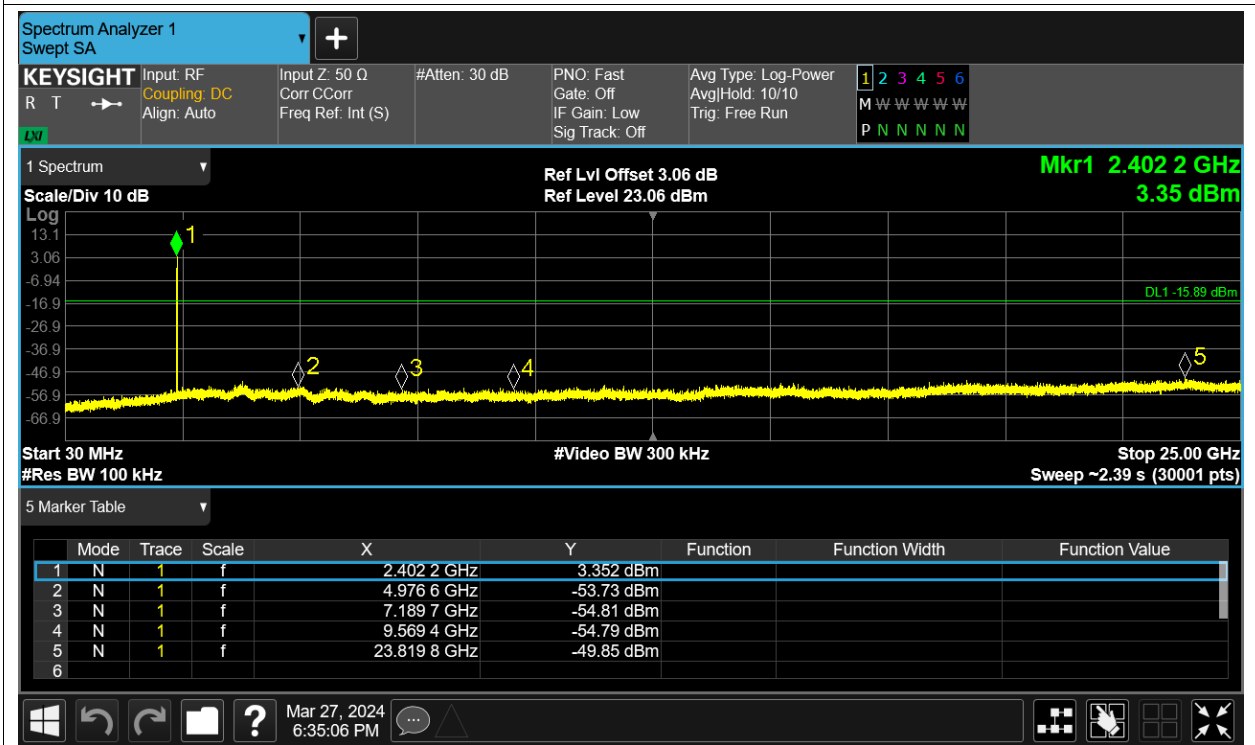 Spectrum Analyzer 1
Swept SA
+
KEYSIGHT
R T
LXI
Input: RF
Coupling: DC
Align: Auto
Input Z: 50 Ω
Corr CCorr
Freq Ref: Int (S)
#Atten: 30 dB
PNO: Fast
Gate: Off
IF Gain: Low
Sig Track: Off
Avg Type: Log-Power
Avg|Hold: 10/10
Trig: Free Run
1 2 3 4 5 6
M W W W W W
P N N N N N
1 Spectrum
Scale/Div 10 dB
Ref Lvl Offset 3.06 dB
Ref Level 23.06 dBm
Mkr1 2.402 2 GHz
3.35 dBm
Log
13.1
3.06
-6.94
-16.9
-26.9
-36.9
-46.9
-56.9
-66.9
1
2
3
4
5
DL1 -15.89 dBm
Start 30 MHz
#Video BW 300 kHz
Stop 25.00 GHz
#Res BW 100 kHz
Sweep ~2.39 s (30001 pts)
5 Marker Table
Mode Trace Scale X Y Function Function Width Function Value
1 N 1 f 2.402 2 GHz 3.352 dBm
2 N 1 f 4.976 6 GHz -53.73 dBm
3 N 1 f 7.189 7 GHz -54.81 dBm
4 N 1 f 9.569 4 GHz -54.79 dBm
5 N 1 f 23.819 8 GHz -49.85 dBm
6
?
Mar 27, 2024
6:35:06 PM